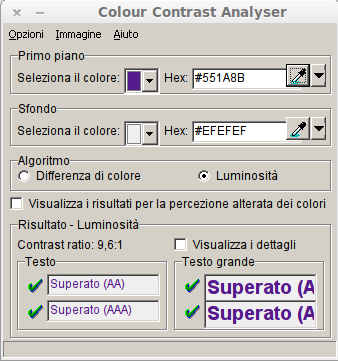 Colour Contrast Analyser
Opzioni Immagine Aiuto
Primo piano
Seleziona il colore: Hex: #551A8B
Sfondo
Seleziona il colore: Hex: #EFEFEF
Algoritmo
Differenza di colore Luminosità
Visualizza i risultati per la percezione alterata dei colori
Risultato - Luminosità
Contrast ratio: 9,6:1 Visualizza i dettagli
Testo Testo grande
Superato (AA) Superato (A
Superato (AAA) Superato (A